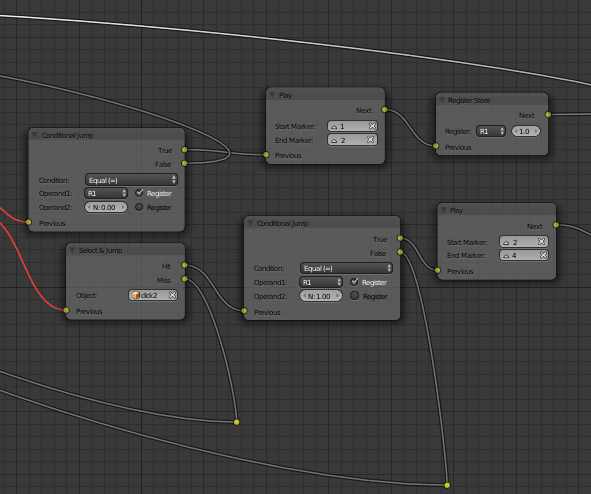 Conditional Jump
True
False
Condition: Equal (=)
Operand1: R1 Register
Operand2: N: 0.00 Register
Previous
Play
Next
Start Marker: 1
End Marker: 2
Previous
Register Store
Next
Register: R1 1.0
Previous
Select & Jump
Hit
Miss
Object: click2
Previous
Conditional Jump
True
False
Condition: Equal (=)
Operand1: R1 Register
Operand2: N: 1.00 Register
Previous
Play
Next
Start Marker: 2
End Marker: 4
Previous